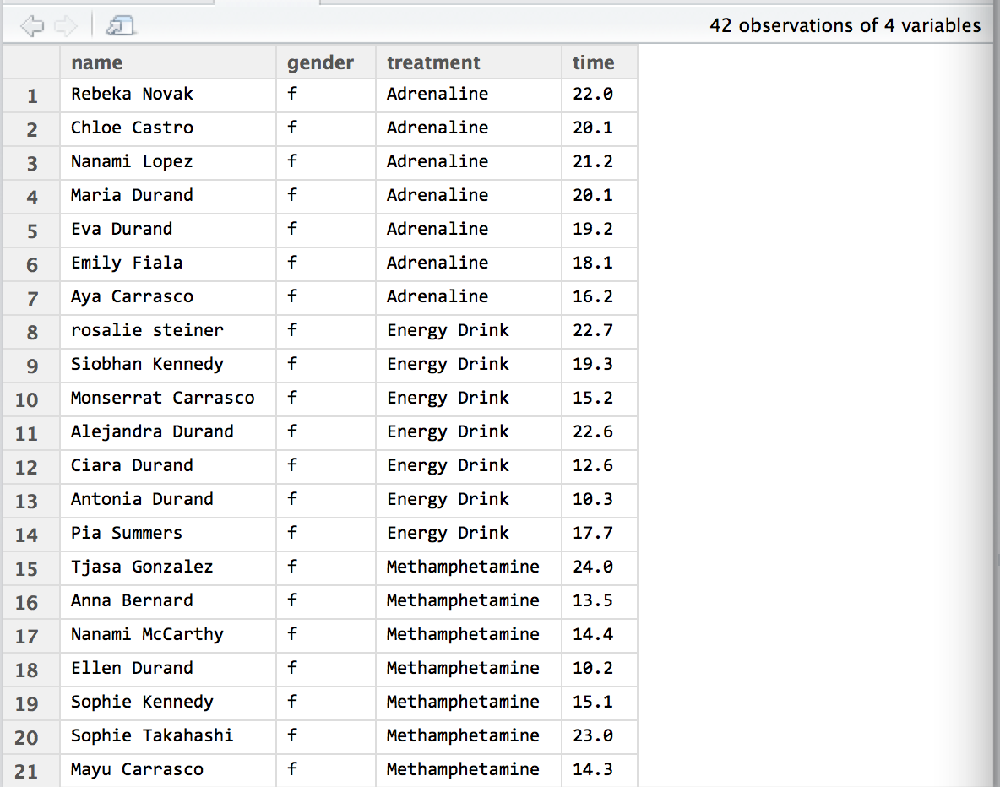 42 observations of 4 variables
name gender treatment time
1 Rebeka Novak f Adrenaline 22.0
2 Chloe Castro f Adrenaline 20.1
3 Nanami Lopez f Adrenaline 21.2
4 Maria Durand f Adrenaline 20.1
5 Eva Durand f Adrenaline 19.2
6 Emily Fiala f Adrenaline 18.1
7 Aya Carrasco f Adrenaline 16.2
8 rosalie steiner f Energy Drink 22.7
9 Siobhan Kennedy f Energy Drink 19.3
10 Monserrat Carrasco f Energy Drink 15.2
11 Alejandra Durand f Energy Drink 22.6
12 Ciara Durand f Energy Drink 12.6
13 Antonia Durand f Energy Drink 10.3
14 Pia Summers f Energy Drink 17.7
15 Tjasa Gonzalez f Methamphetamine 24.0
16 Anna Bernard f Methamphetamine 13.5
17 Nanami McCarthy f Methamphetamine 14.4
18 Ellen Durand f Methamphetamine 10.2
19 Sophie Kennedy f Methamphetamine 15.1
20 Sophie Takahashi f Methamphetamine 23.0
21 Mayu Carrasco f Methamphetamine 14.3